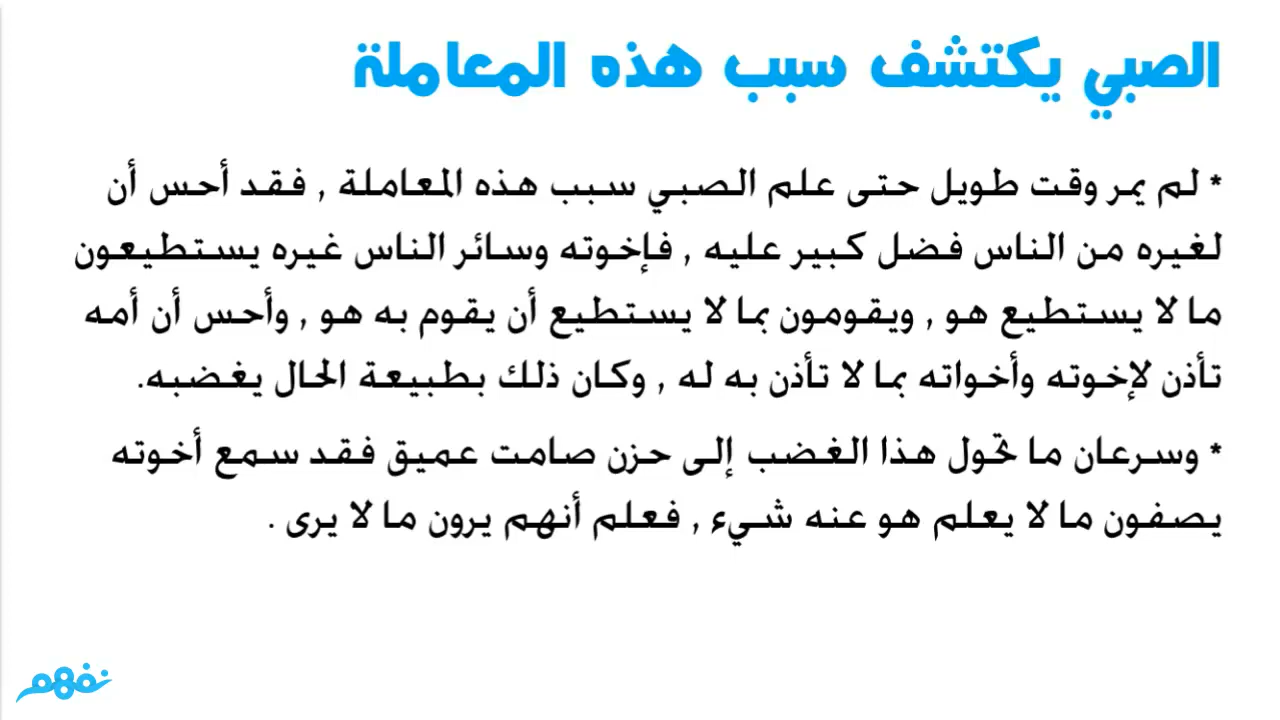 الصبي يكتشف سبب هذه المعاملة
* لم يمر وقت طويل حتى علم الصبي سبب هذه المعاملة , فقد أحس أن
لغيره من الناس فضل كبير عليه , فإخوته وسائر الناس غيره يستطيعون
ما لا يستطيع هو , ويقومون بما لا يستطيع أن يقوم به هو , وأحس أن أمه
تأذن لإخوته وأخواته بما لا تأذن به له , وكان ذلك بطبيعة الحال يغضبه.
* وسرعان ما تحول هذا الغضب إلى حزن صامت عميق فقد سمع أخوته
يصفون ما لا يعلم هو عنه شيء , فعلم أنهم يرون ما لا يرى .
نفهم